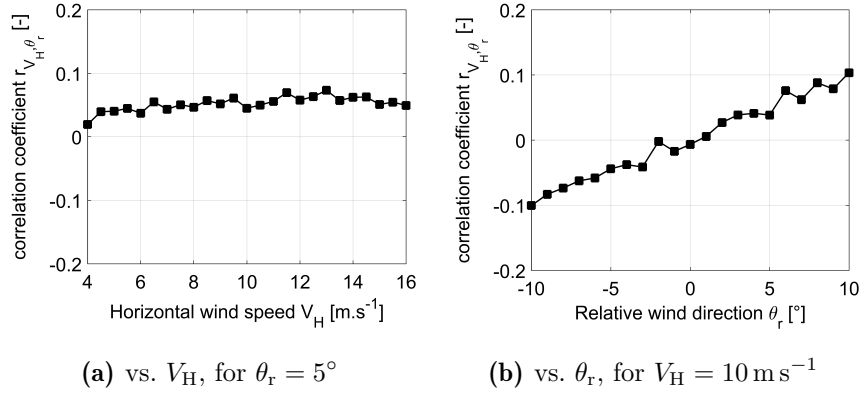 correlation coefficient r_{V_H,θ_r} [-]
0.2
0.1
0
-0.1
-0.2
4 6 8 10 12 14 16
Horizontal wind speed V_H [m.s^{-1}]
(a) vs. V_H, for θ_r = 5°
correlation coefficient r_{V_H,θ_r} [-]
0.2
0.1
0
-0.1
-0.2
-10 -5 0 5 10
Relative wind direction θ_r [°]
(b) vs. θ_r, for V_H = 10 m s^{-1}